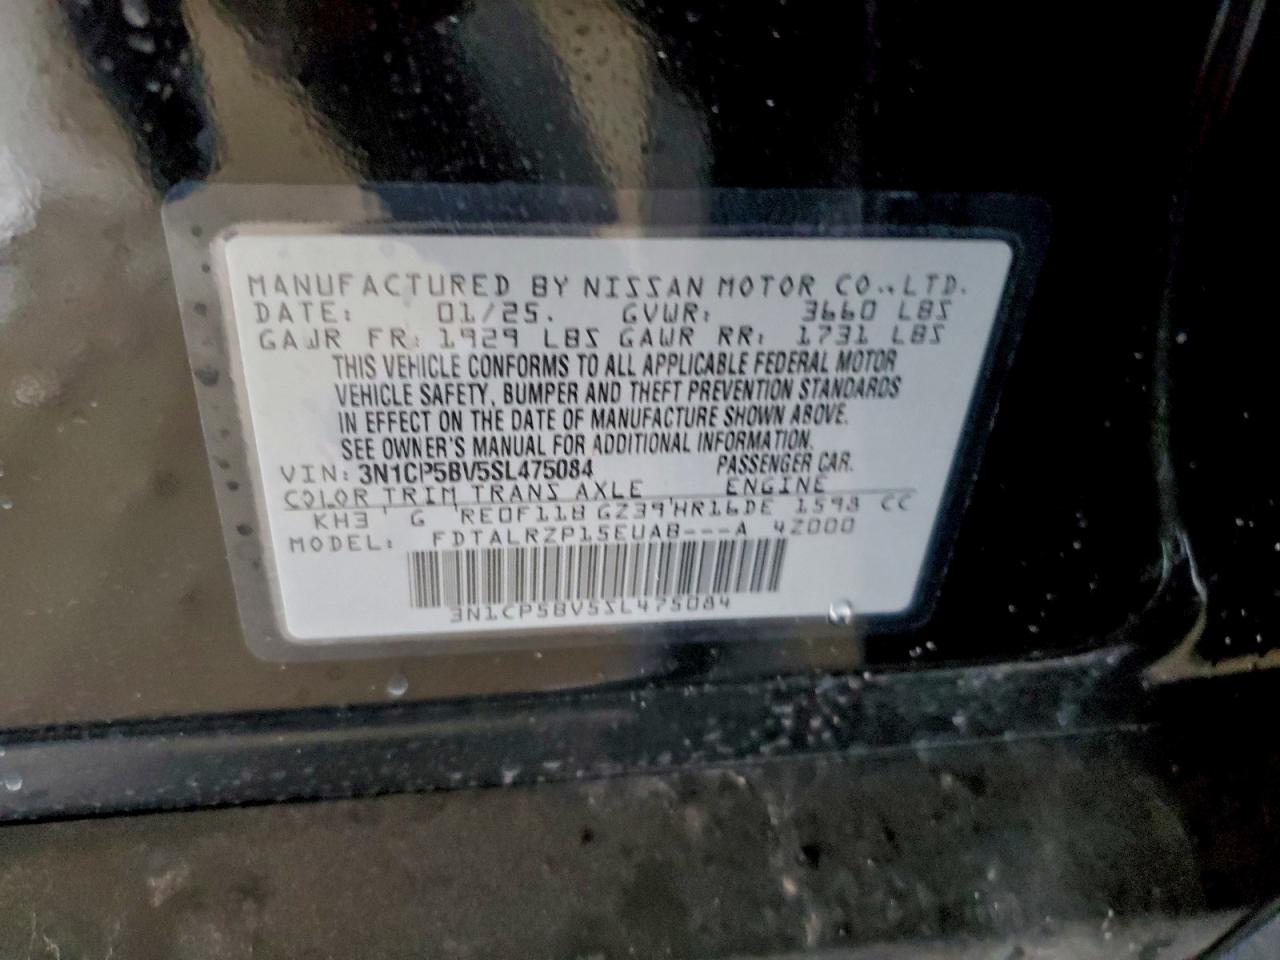 MANUFACTURED BY NISSAN MOTOR CO., LTD.
DATE: 01/25. GVWR: 3660 LBS
GAWR FR: 1929 LBS GAWR RR: 1731 LBS
THIS VEHICLE CONFORMS TO ALL APPLICABLE FEDERAL MOTOR
VEHICLE SAFETY, BUMPER AND THEFT PREVENTION STANDARDS
IN EFFECT ON THE DATE OF MANUFACTURE SHOWN ABOVE.
SEE OWNER'S MANUAL FOR ADDITIONAL INFORMATION.
VIN: 3N1CP5BV5SL475084 PASSENGER CAR.
COLOR TRIM TRANS AXLE ENGINE
KH3 G RE0F11B GZ39 HR16DE 1598 CC
MODEL: FDTALRZP15EUAB---A 4Z000
3N1CP5BV5SL475084